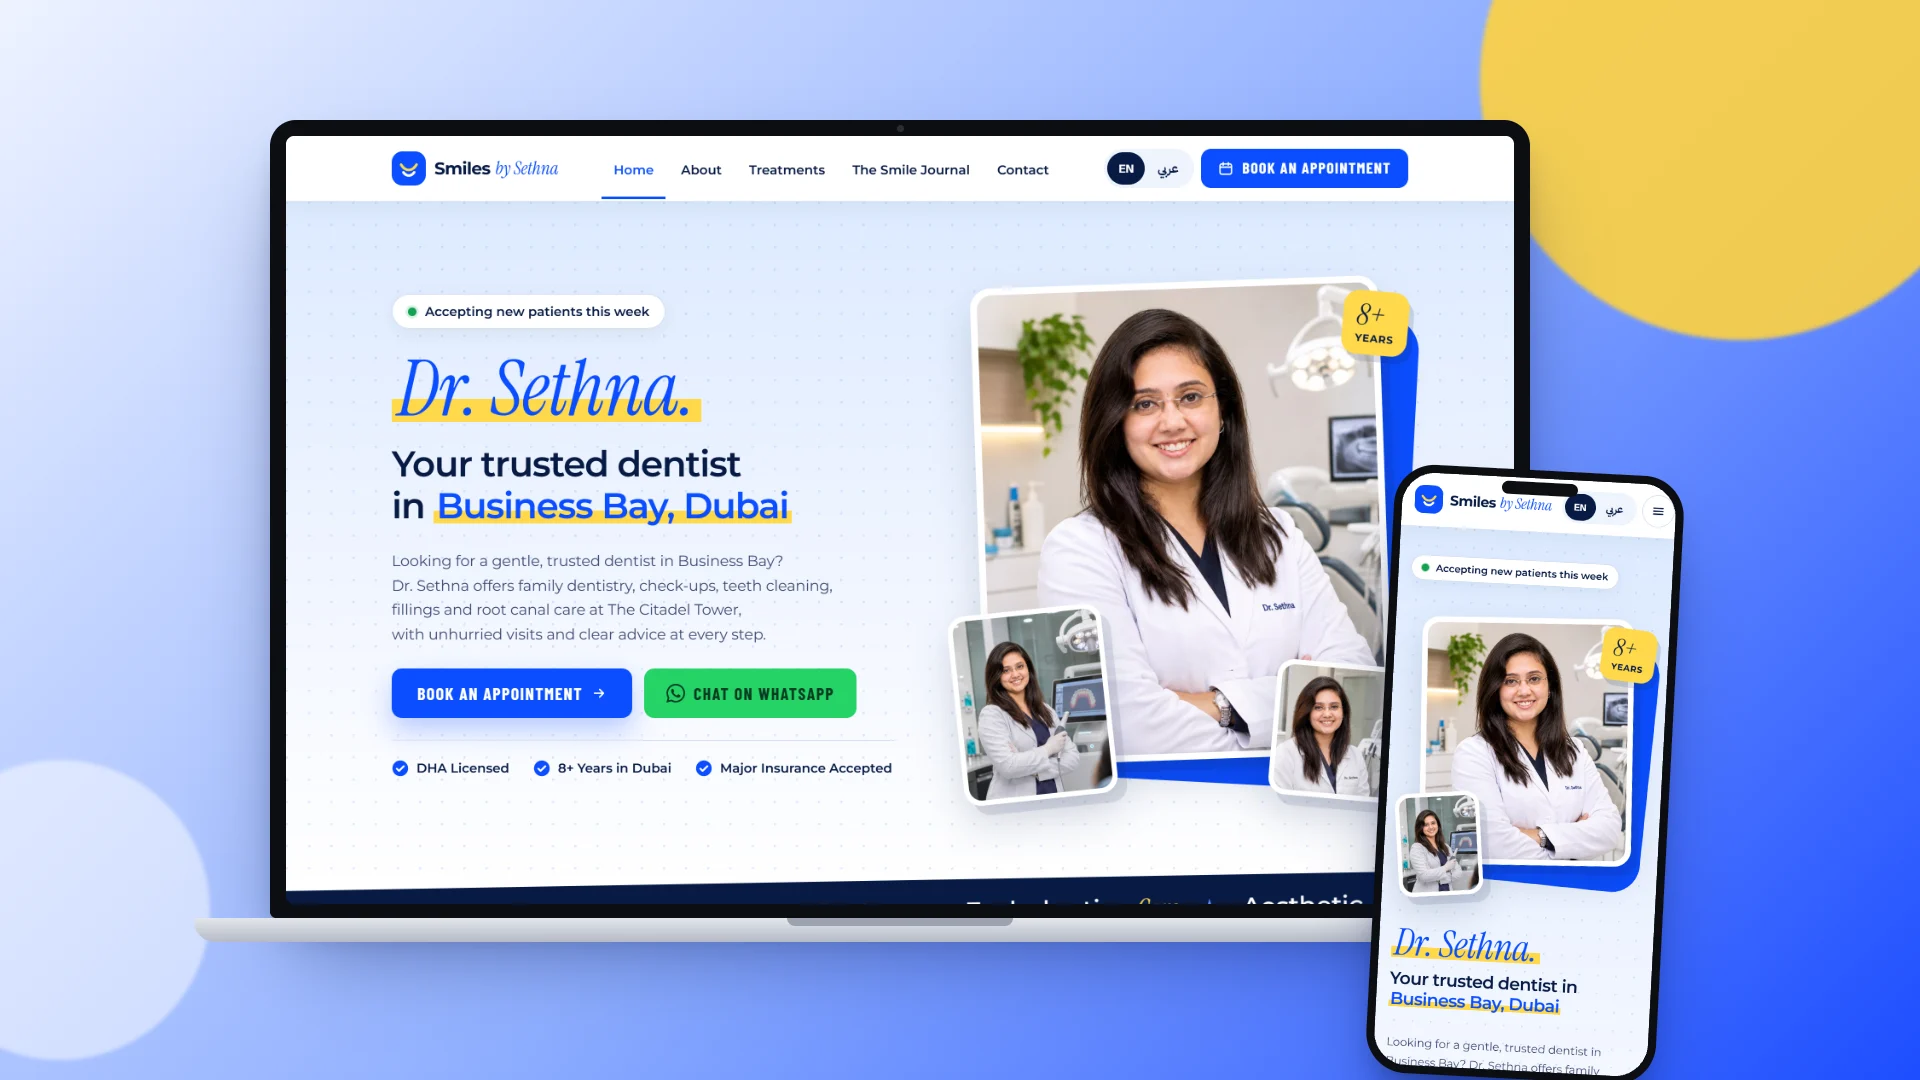 Smiles by Sethna
Home
About
Treatments
The Smile Journal
Contact
EN
عربي
BOOK AN APPOINTMENT
Accepting new patients this week
Dr. Sethna.
Your trusted dentist
in Business Bay, Dubai
Looking for a gentle, trusted dentist in Business Bay?
Dr. Sethna offers family dentistry, check-ups, teeth cleaning,
fillings and root canal care at The Citadel Tower,
with unhurried visits and clear advice at every step.
BOOK AN APPOINTMENT →
CHAT ON WHATSAPP
DHA Licensed
8+ Years in Dubai
Major Insurance Accepted
8+
YEARS
Dr. Sethna
Aesthetic
Smiles by Sethna
EN
عربي
Accepting new patients this week
8+
YEARS
Dr. Sethna
Dr. Sethna.
Your trusted dentist in
Business Bay, Dubai
Looking for a gentle, trusted dentist in
Business Bay? Dr. Sethna offers family